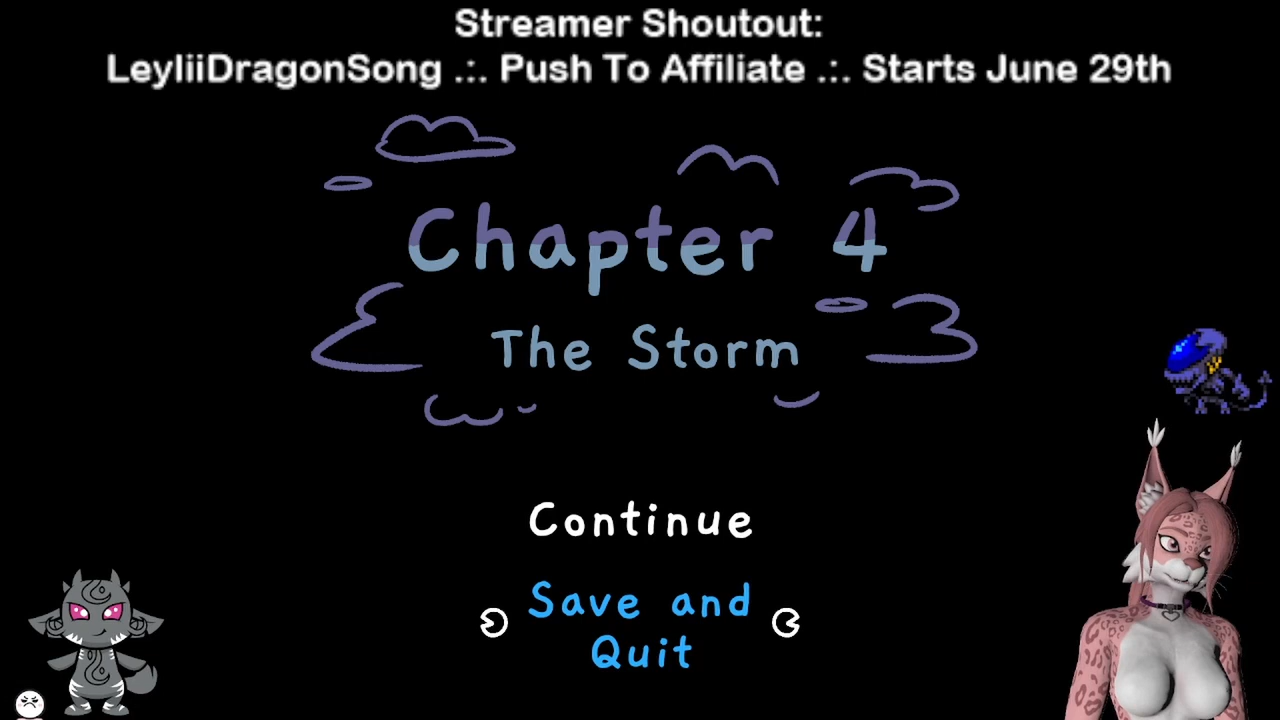 Streamer Shoutout:
LeyliiDragonSong .:. Push To Affiliate .:. Starts June 29th
Chapter 4
The Storm
Continue
Save and
Quit